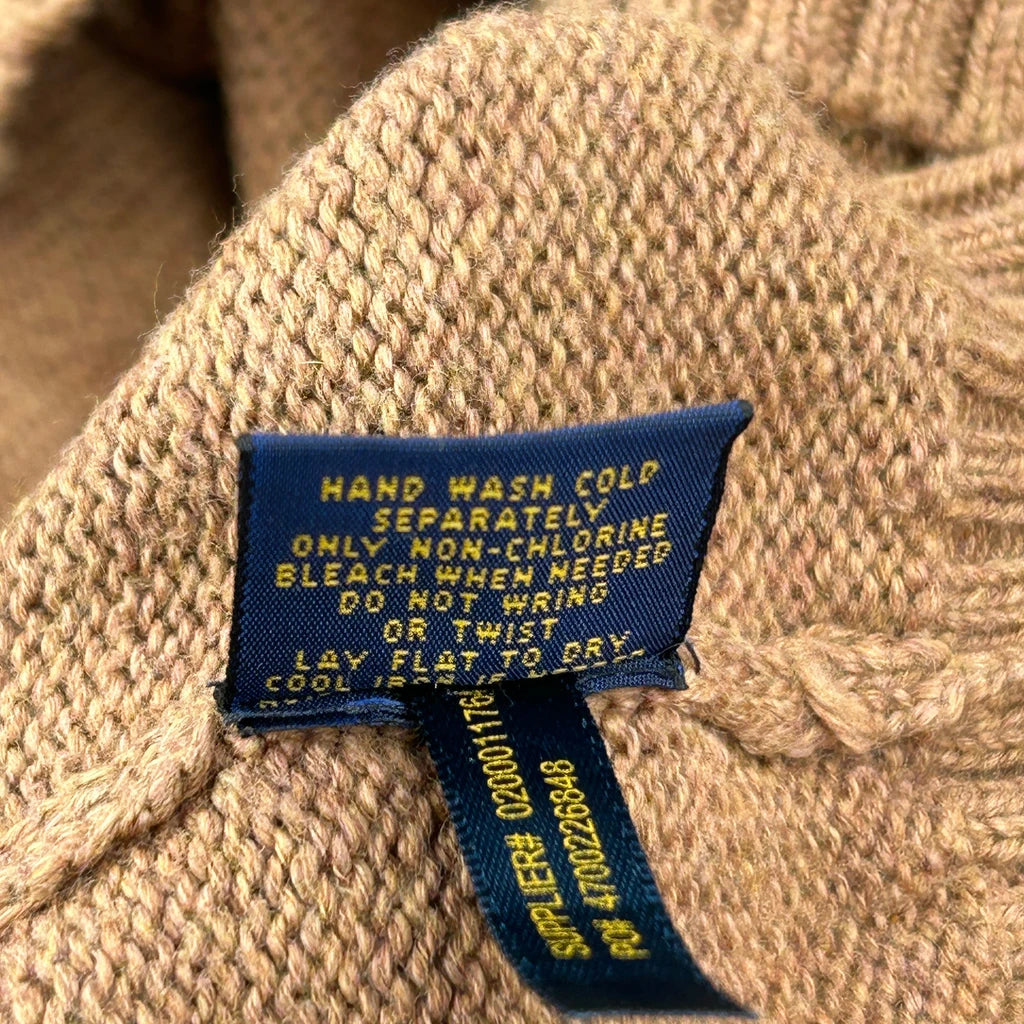 HAND WASH COLD
SEPARATELY
ONLY NON-CHLORINE
BLEACH WHEN NEEDED
DO NOT WRING
OR TWIST
LAY FLAT TO DRY
COOL
SUPPLIER# 020001176
PO# 4700226848